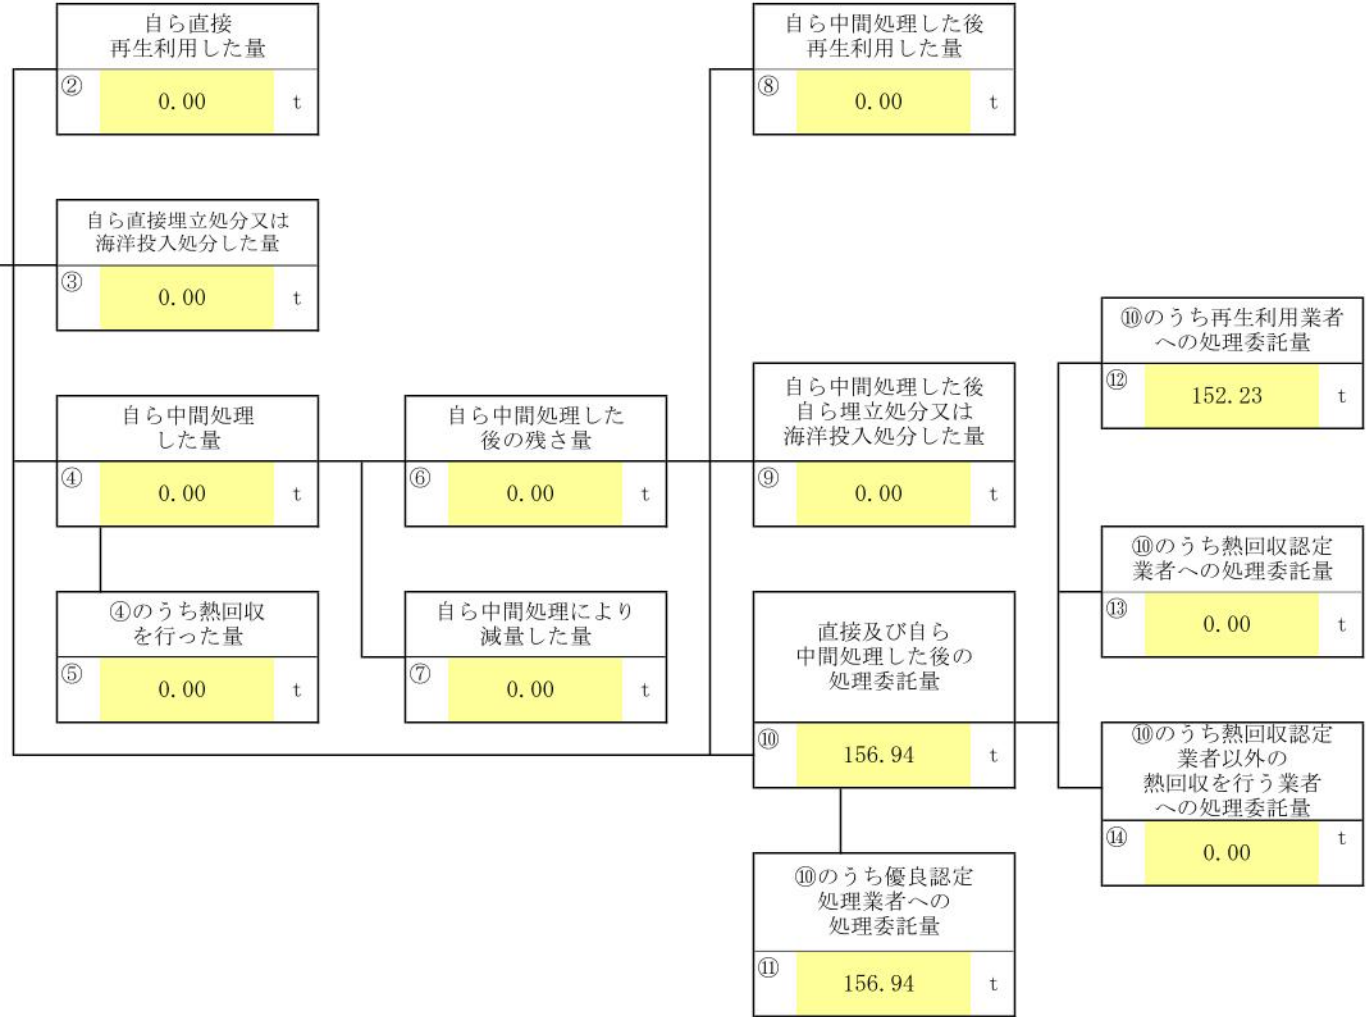 自ら直接
再生利用した量
②
0.00
t
自ら中間処理した後
再生利用した量
⑧
0.00
t
自ら直接埋立処分又は
海洋投入処分した量
③
0.00
t
⑩のうち再生利用業者
への処理委託量
⑫
152.23
t
自ら中間処理
した量
④
0.00
t
自ら中間処理した
後の残さ量
⑥
0.00
t
自ら中間処理した後
自ら埋立処分又は
海洋投入処分した量
⑨
0.00
t
⑩のうち熱回収認定
業者への処理委託量
⑬
0.00
t
④のうち熱回収
を行った量
⑤
0.00
t
自ら中間処理により
減量した量
⑦
0.00
t
直接及び自ら
中間処理した後の
処理委託量
⑩
156.94
t
⑩のうち熱回収認定
業者以外の
熱回収を行う業者
への処理委託量
⑭
0.00
t
⑩のうち優良認定
処理業者への
処理委託量
⑪
156.94
t